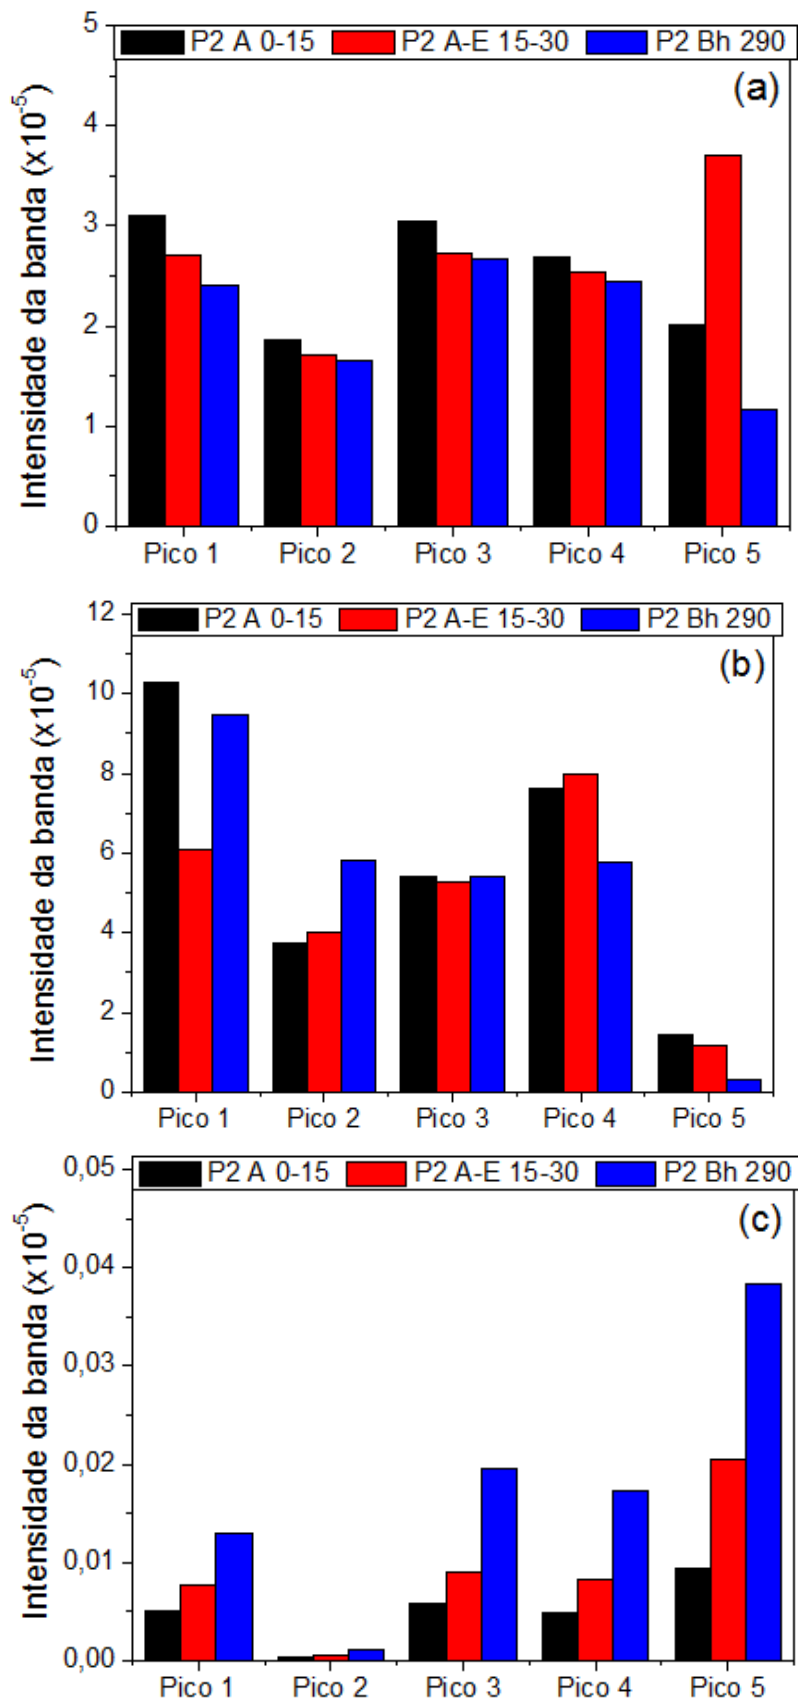 P2 A 0-15 P2 A-E 15-30 P2 Bh 290
(a)
Intensidade da banda (x10⁻⁵)
5
4
3
2
1
0
Pico 1 Pico 2 Pico 3 Pico 4 Pico 5
P2 A 0-15 P2 A-E 15-30 P2 Bh 290
(b)
Intensidade da banda (x10⁻⁵)
12
10
8
6
4
2
0
Pico 1 Pico 2 Pico 3 Pico 4 Pico 5
P2 A 0-15 P2 A-E 15-30 P2 Bh 290
(c)
Intensidade da banda (x10⁻⁵)
0,05
0,04
0,03
0,02
0,01
0,00
Pico 1 Pico 2 Pico 3 Pico 4 Pico 5